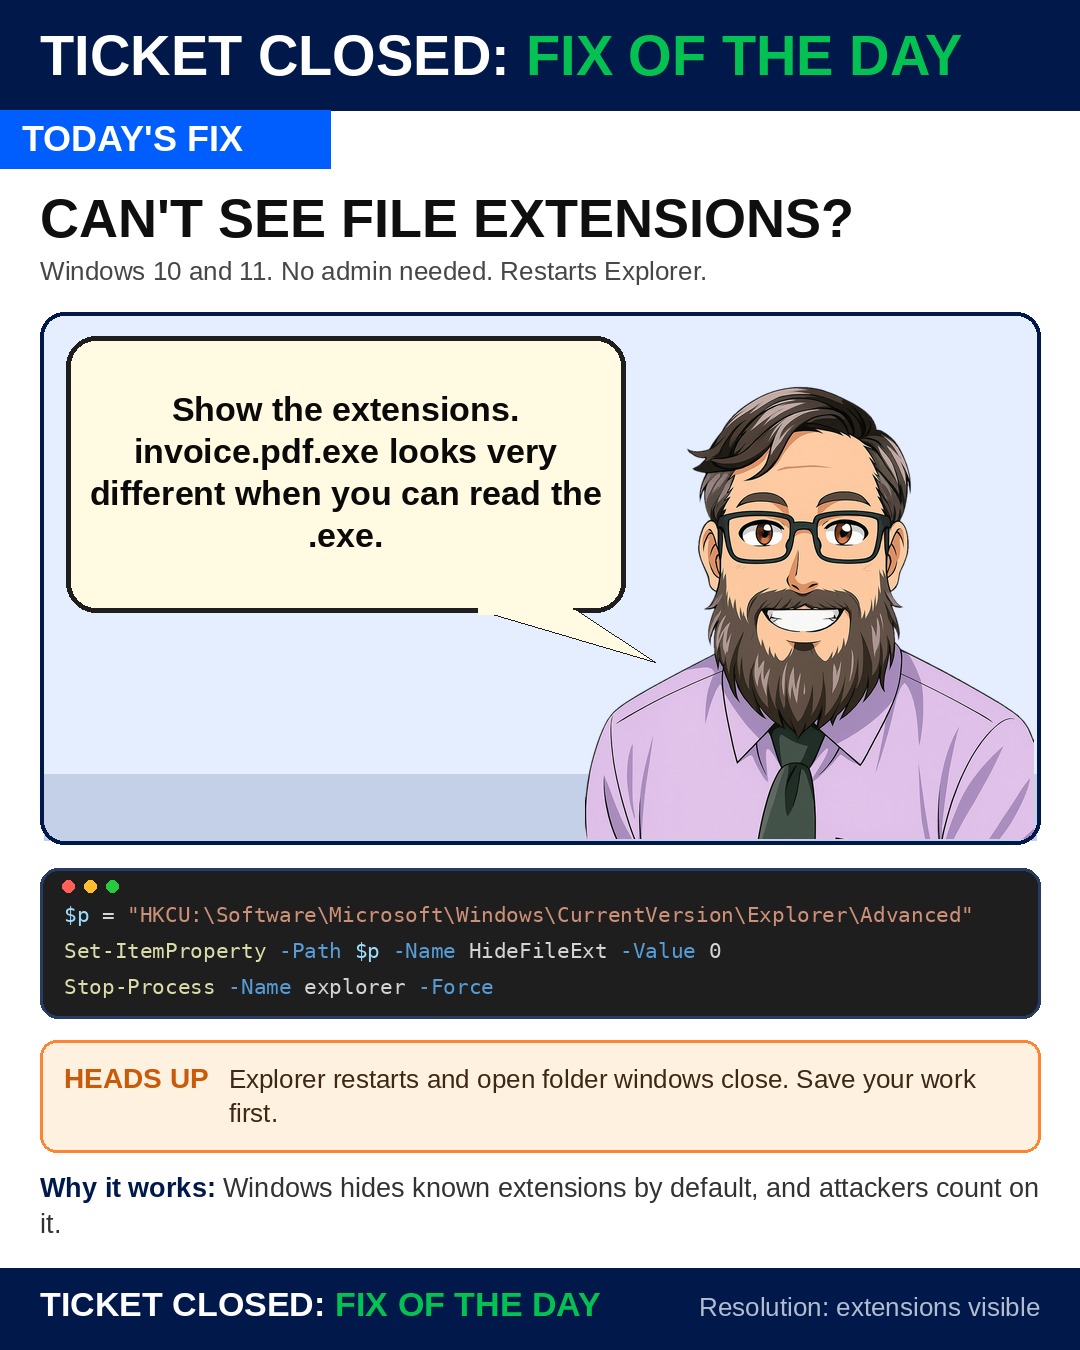 TICKET CLOSED: FIX OF THE DAY
TODAY'S FIX
CAN'T SEE FILE EXTENSIONS?
Windows 10 and 11. No admin needed. Restarts Explorer.
Show the extensions.
invoice.pdf.exe looks very
different when you can read the
.exe.
$p = "HKCU:\Software\Microsoft\Windows\CurrentVersion\Explorer\Advanced"
Set-ItemProperty -Path $p -Name HideFileExt -Value 0
Stop-Process -Name explorer -Force
HEADS UP Explorer restarts and open folder windows close. Save your work
first.
Why it works: Windows hides known extensions by default, and attackers count on
it.
TICKET CLOSED: FIX OF THE DAY Resolution: extensions visible